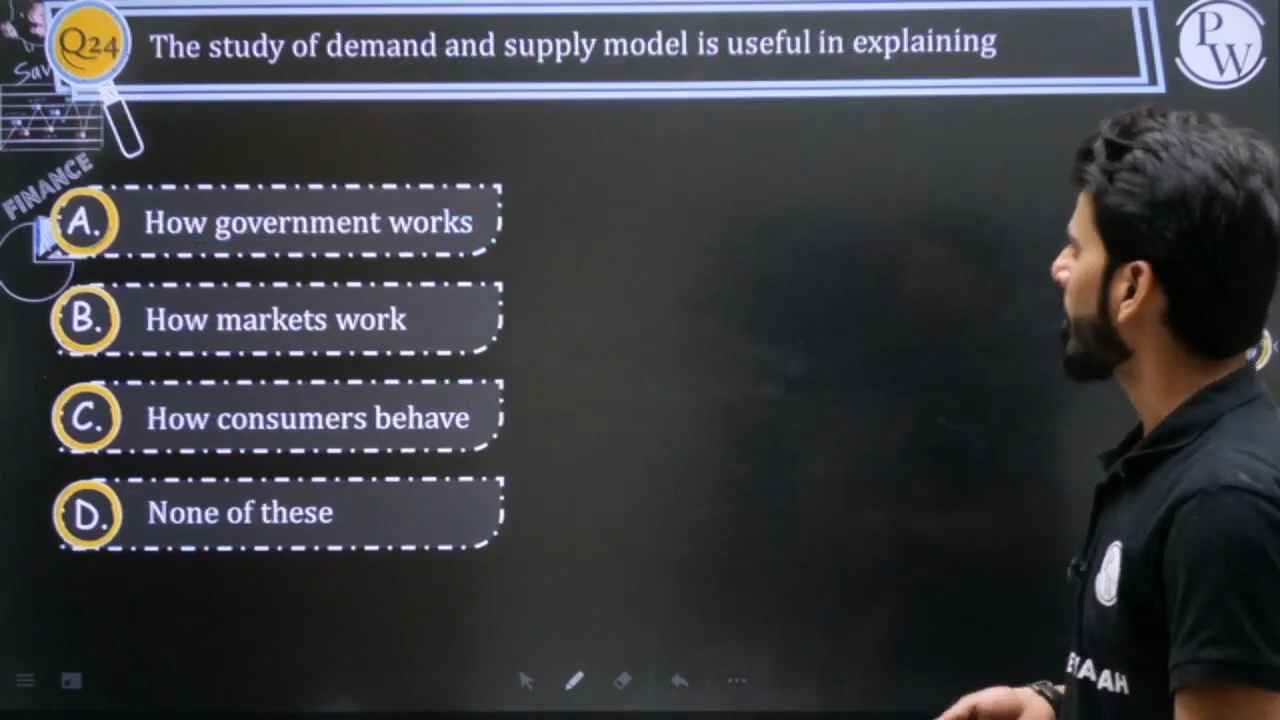 Q24
The study of demand and supply model is useful in explaining
PW
Sav
FINANCE
A. How government works
B. How markets work
C. How consumers behave
D. None of these